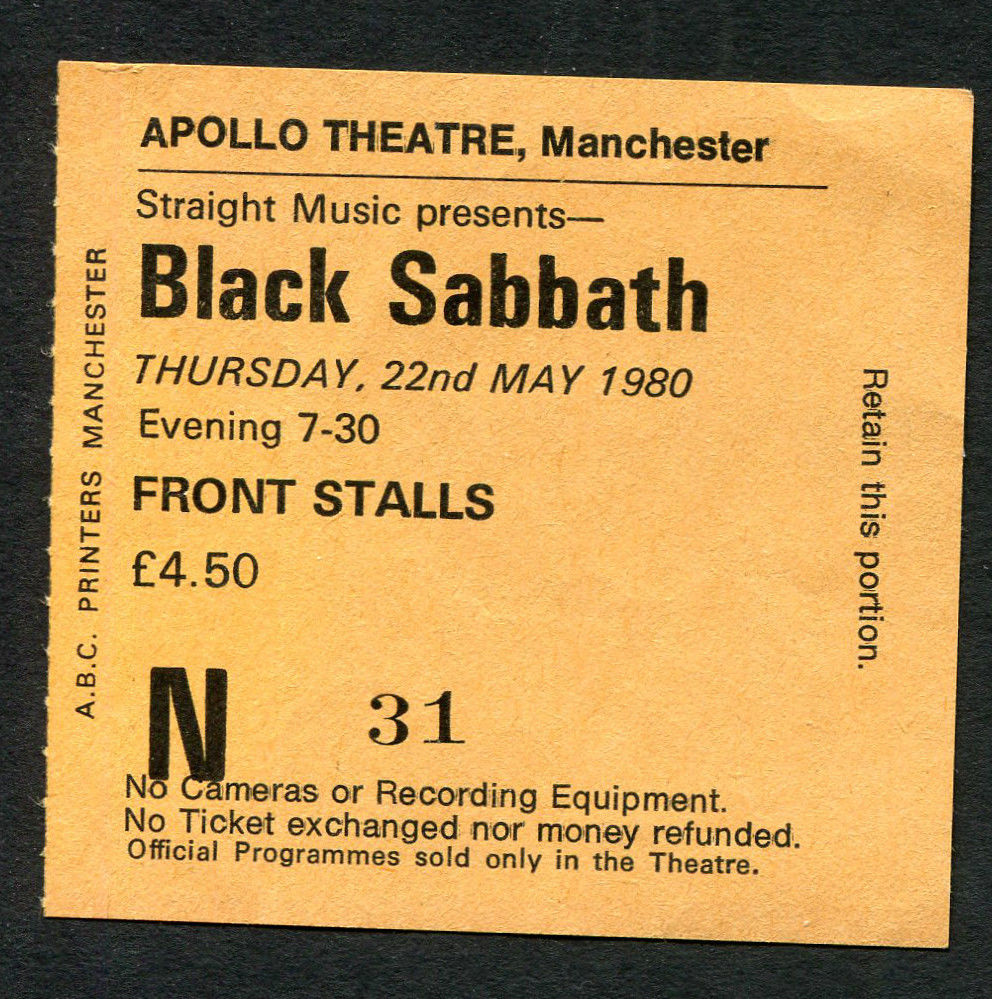 APOLLO THEATRE, Manchester
Straight Music presents—
Black Sabbath
THURSDAY, 22nd MAY 1980
Evening 7-30
FRONT STALLS
£4.50
N 31
No Cameras or Recording Equipment.
No Ticket exchanged nor money refunded.
Official Programmes sold only in the Theatre.
A.B.C. PRINTERS MANCHESTER
Retain this portion.